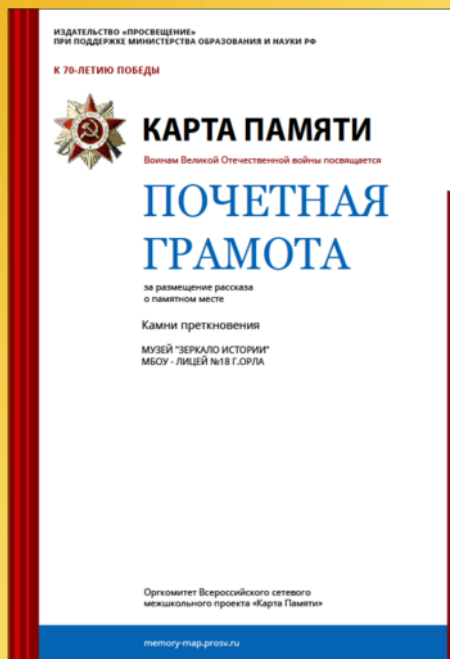 ИЗДАТЕЛЬСТВО «ПРОСВЕЩЕНИЕ»
ПРИ ПОДДЕРЖКЕ МИНИСТЕРСТВА ОБРАЗОВАНИЯ И НАУКИ РФ
К 70-ЛЕТИЮ ПОБЕДЫ
КАРТА ПАМЯТИ
Воинам Великой Отечественной войны посвящается
ПОЧЕТНАЯ
ГРАМОТА
за размещение рассказа
о памятном месте
Камни преткновения
МУЗЕЙ "ЗЕРКАЛО ИСТОРИИ"
МБОУ - ЛИЦЕЙ №18 Г.ОРЛА
Оргкомитет Всероссийского сетевого
межшкольного проекта «Карта Памяти»
memory-map.prosv.ru